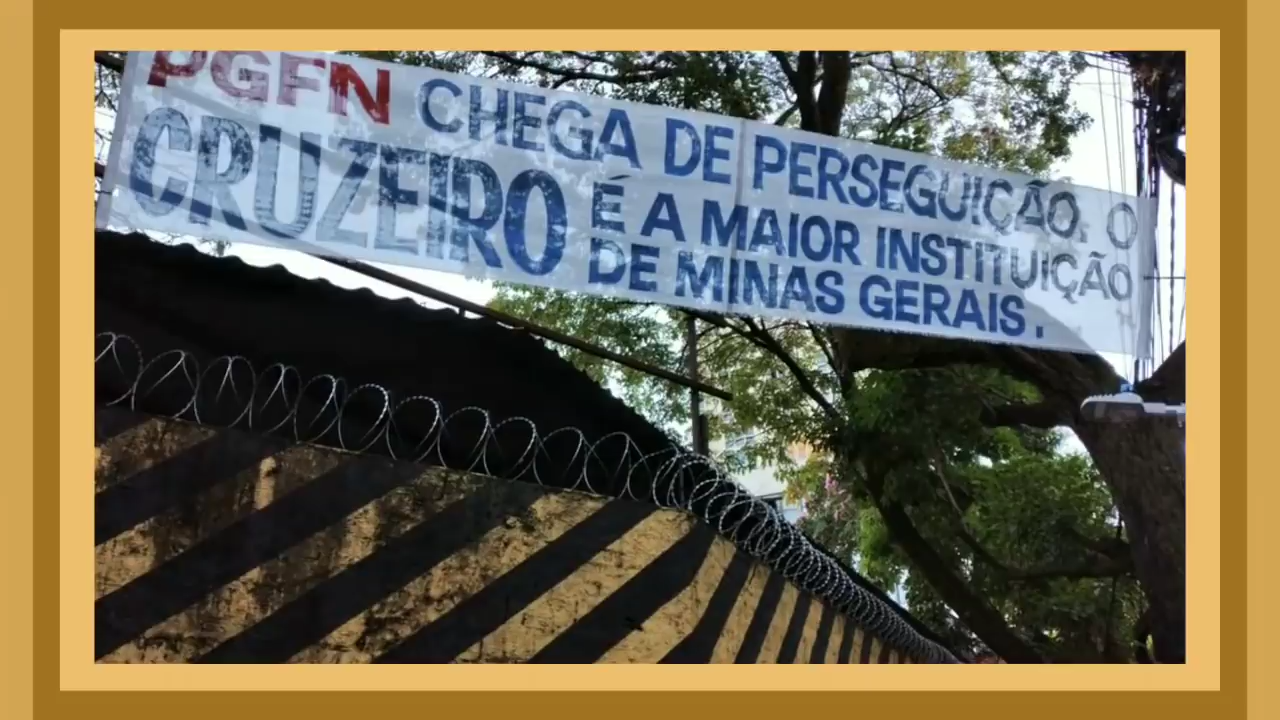 PGFN CHEGA DE PERSEGUIÇÃO. O
CRUZEIRO É A MAIOR INSTITUIÇÃO
DE MINAS GERAIS.